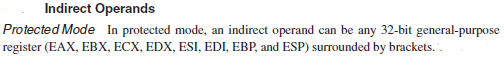 Indirect Operands
Protected Mode In protected mode, an indirect operand can be any 32-bit general-purpose
register (EAX, EBX, ECX, EDX, ESI, EDI, EBP, and ESP) surrounded by brackets.